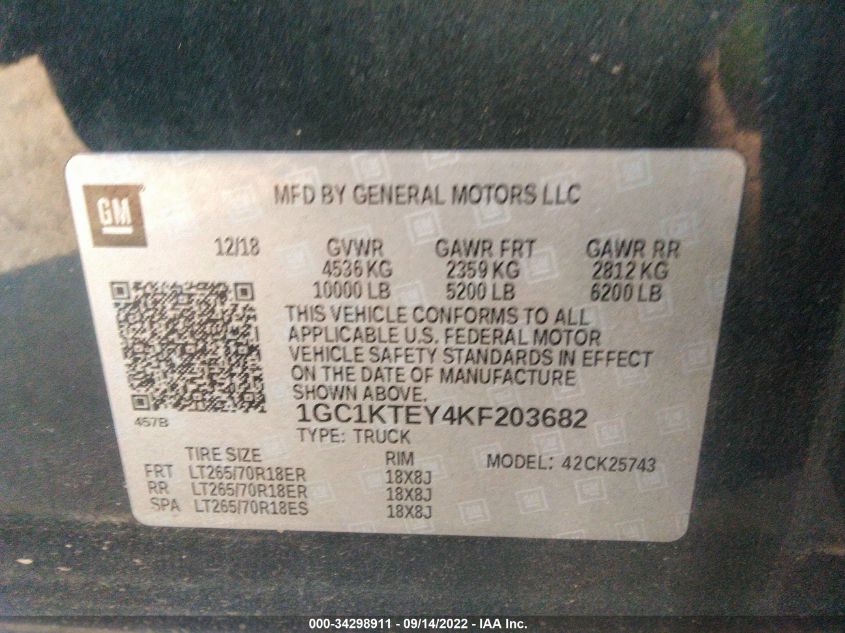 GM
MFD BY GENERAL MOTORS LLC
12/18 GVWR GAWR FRT GAWR RR
4536 KG 2359 KG 2812 KG
10000 LB 5200 LB 6200 LB
THIS VEHICLE CONFORMS TO ALL
APPLICABLE U.S. FEDERAL MOTOR
VEHICLE SAFETY STANDARDS IN EFFECT
ON THE DATE OF MANUFACTURE
SHOWN ABOVE.
457B
1GC1KTEY4KF203682
TYPE: TRUCK
TIRE SIZE RIM MODEL: 42CK25743
FRT LT265/70R18ER 18X8J
RR LT265/70R18ER 18X8J
SPA LT265/70R18ES 18X8J
000-34298911 - 09/14/2022 - IAA Inc.